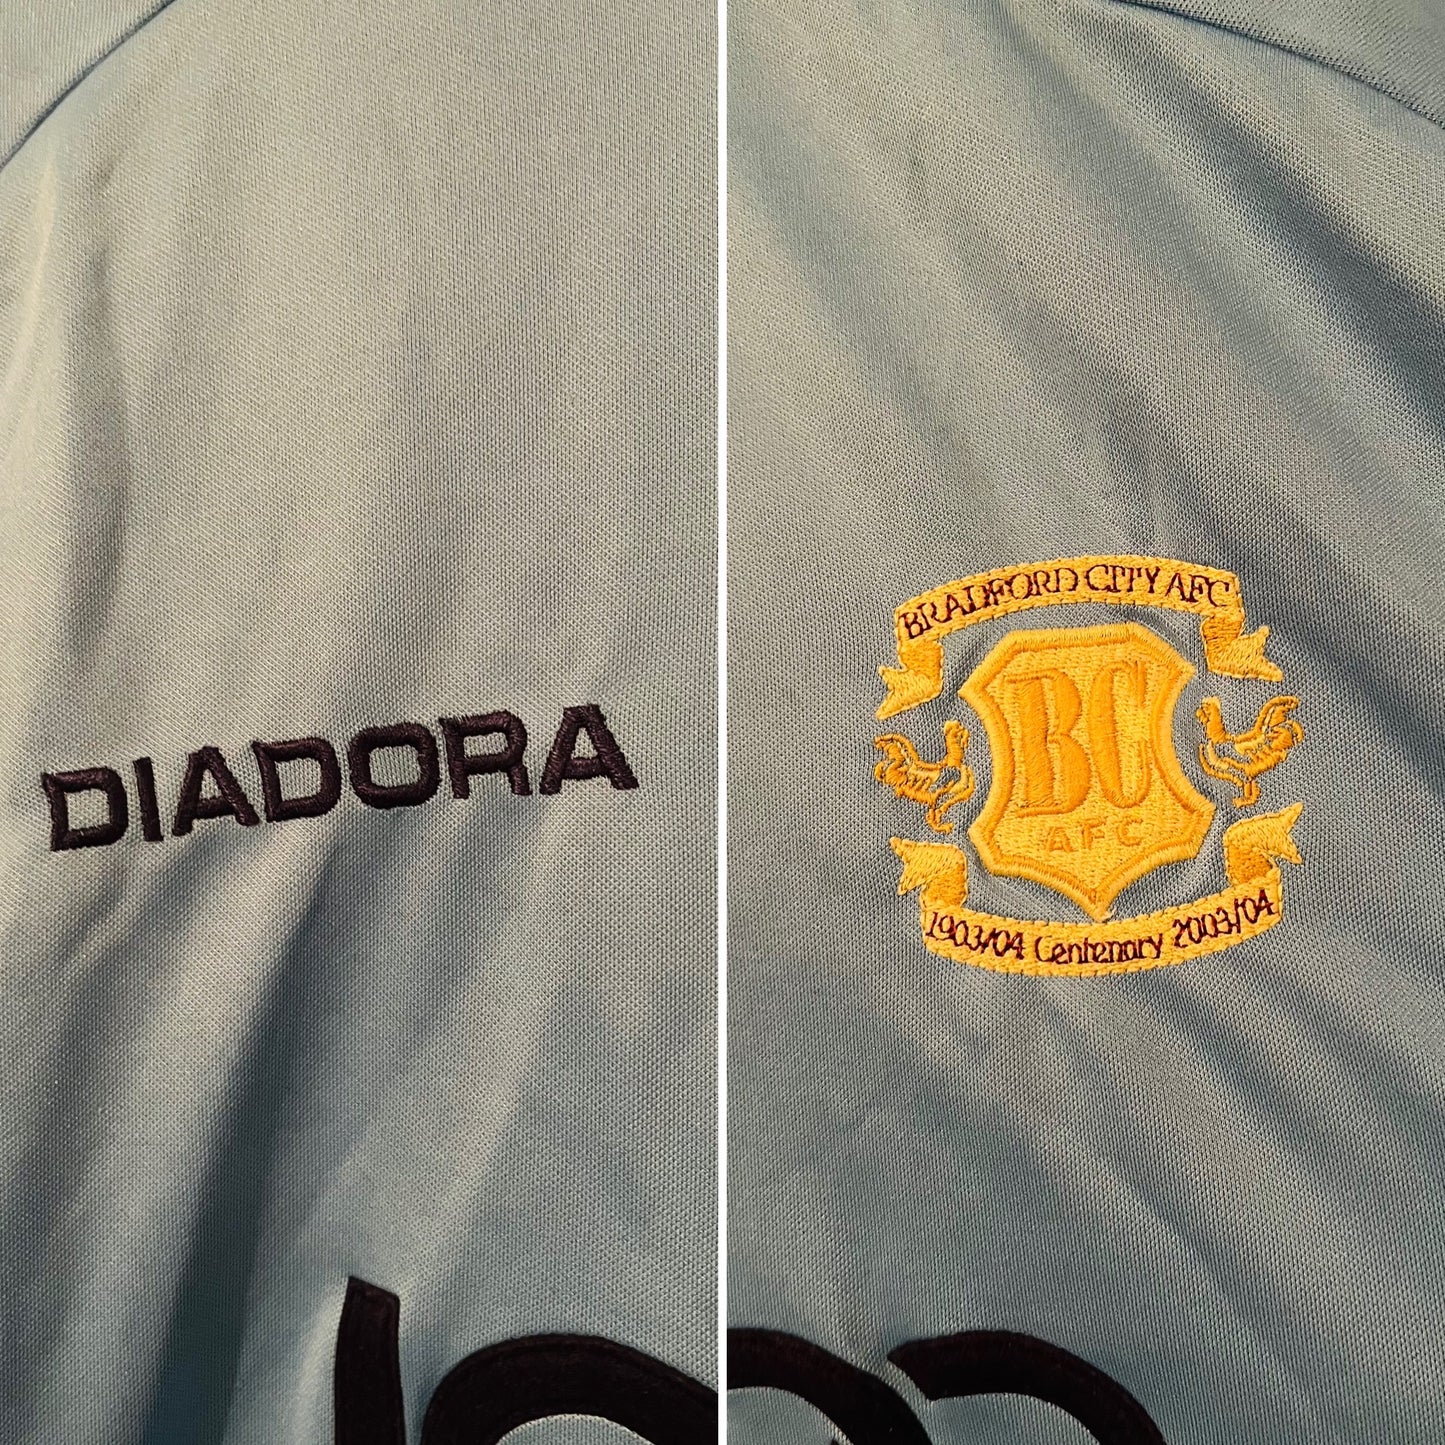 DIADORA
BRADFORD CITY AFC
BC
AFC
1903/04 Centenary 2003/04